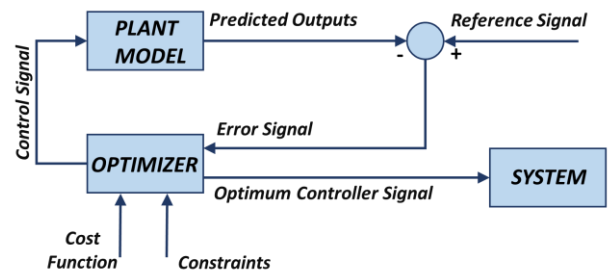 Predicted Outputs
Reference Signal
PLANT
MODEL
-
+
Control Signal
Error Signal
OPTIMIZER
Optimum Controller Signal
SYSTEM
Cost
Function
Constraints